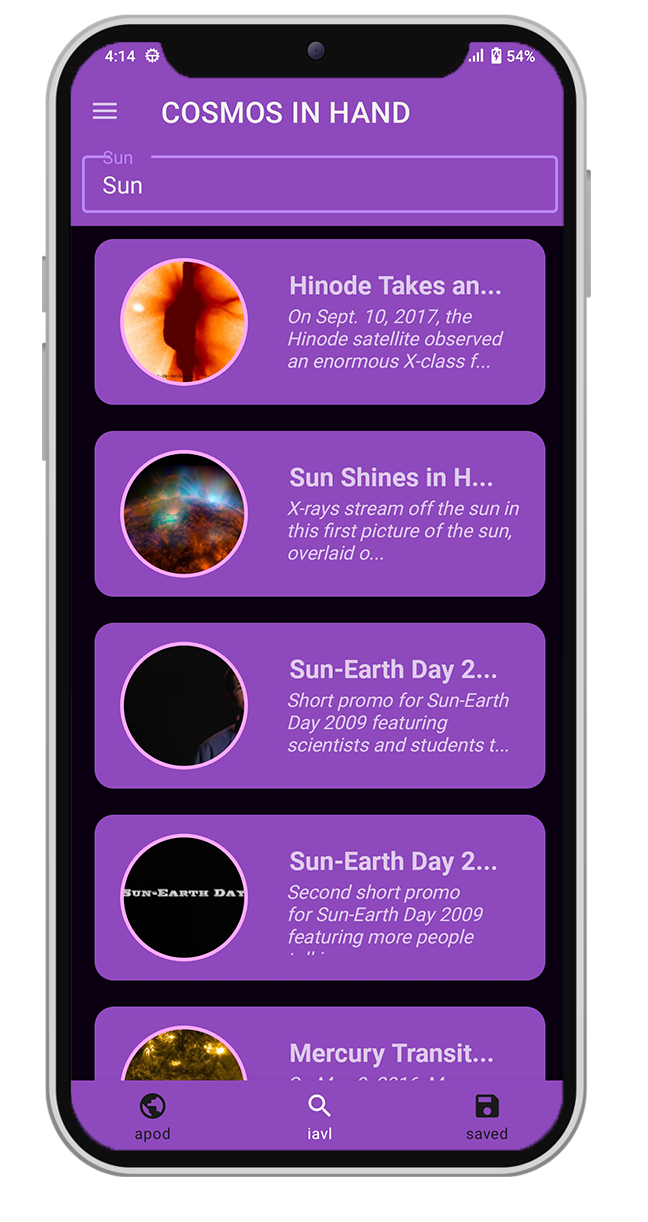 4:14 54%
COSMOS IN HAND
Sun
Sun
Hinode Takes an...
On Sept. 10, 2017, the
Hinode satellite observed
an enormous X-class f...
Sun Shines in H...
X-rays stream off the sun in
this first picture of the sun,
overlaid o...
Sun-Earth Day 2...
Short promo for Sun-Earth
Day 2009 featuring
scientists and students t...
SUN-EARTH DAY
Sun-Earth Day 2...
Second short promo
for Sun-Earth Day 2009
featuring more people
Mercury Transit...
apod
iavl
saved